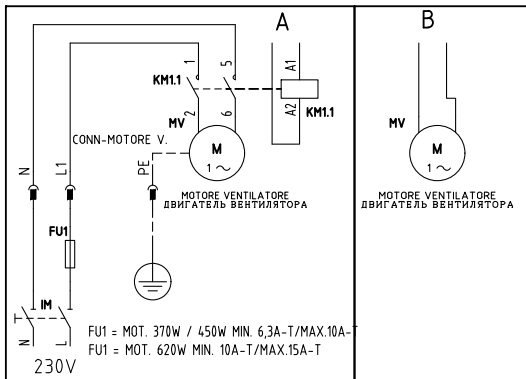 A
B
1
5
A1
KM1.1
A2
KM1.1
2
6
MV
MV
CONN-MOTORE V.
M
1 ~
M
1 ~
N
L1
PE
MOTORE VENTILATORE
ДВИГАТЕЛЬ ВЕНТИЛЯТОРА
MOTORE VENTILATORE
ДВИГАТЕЛЬ ВЕНТИЛЯТОРА
FU1
IM
N
L
FU1 = MOT. 370W / 450W MIN. 6,3A-T/MAX.10A-T
FU1 = MOT. 620W MIN. 10A-T/MAX.15A-T
230V